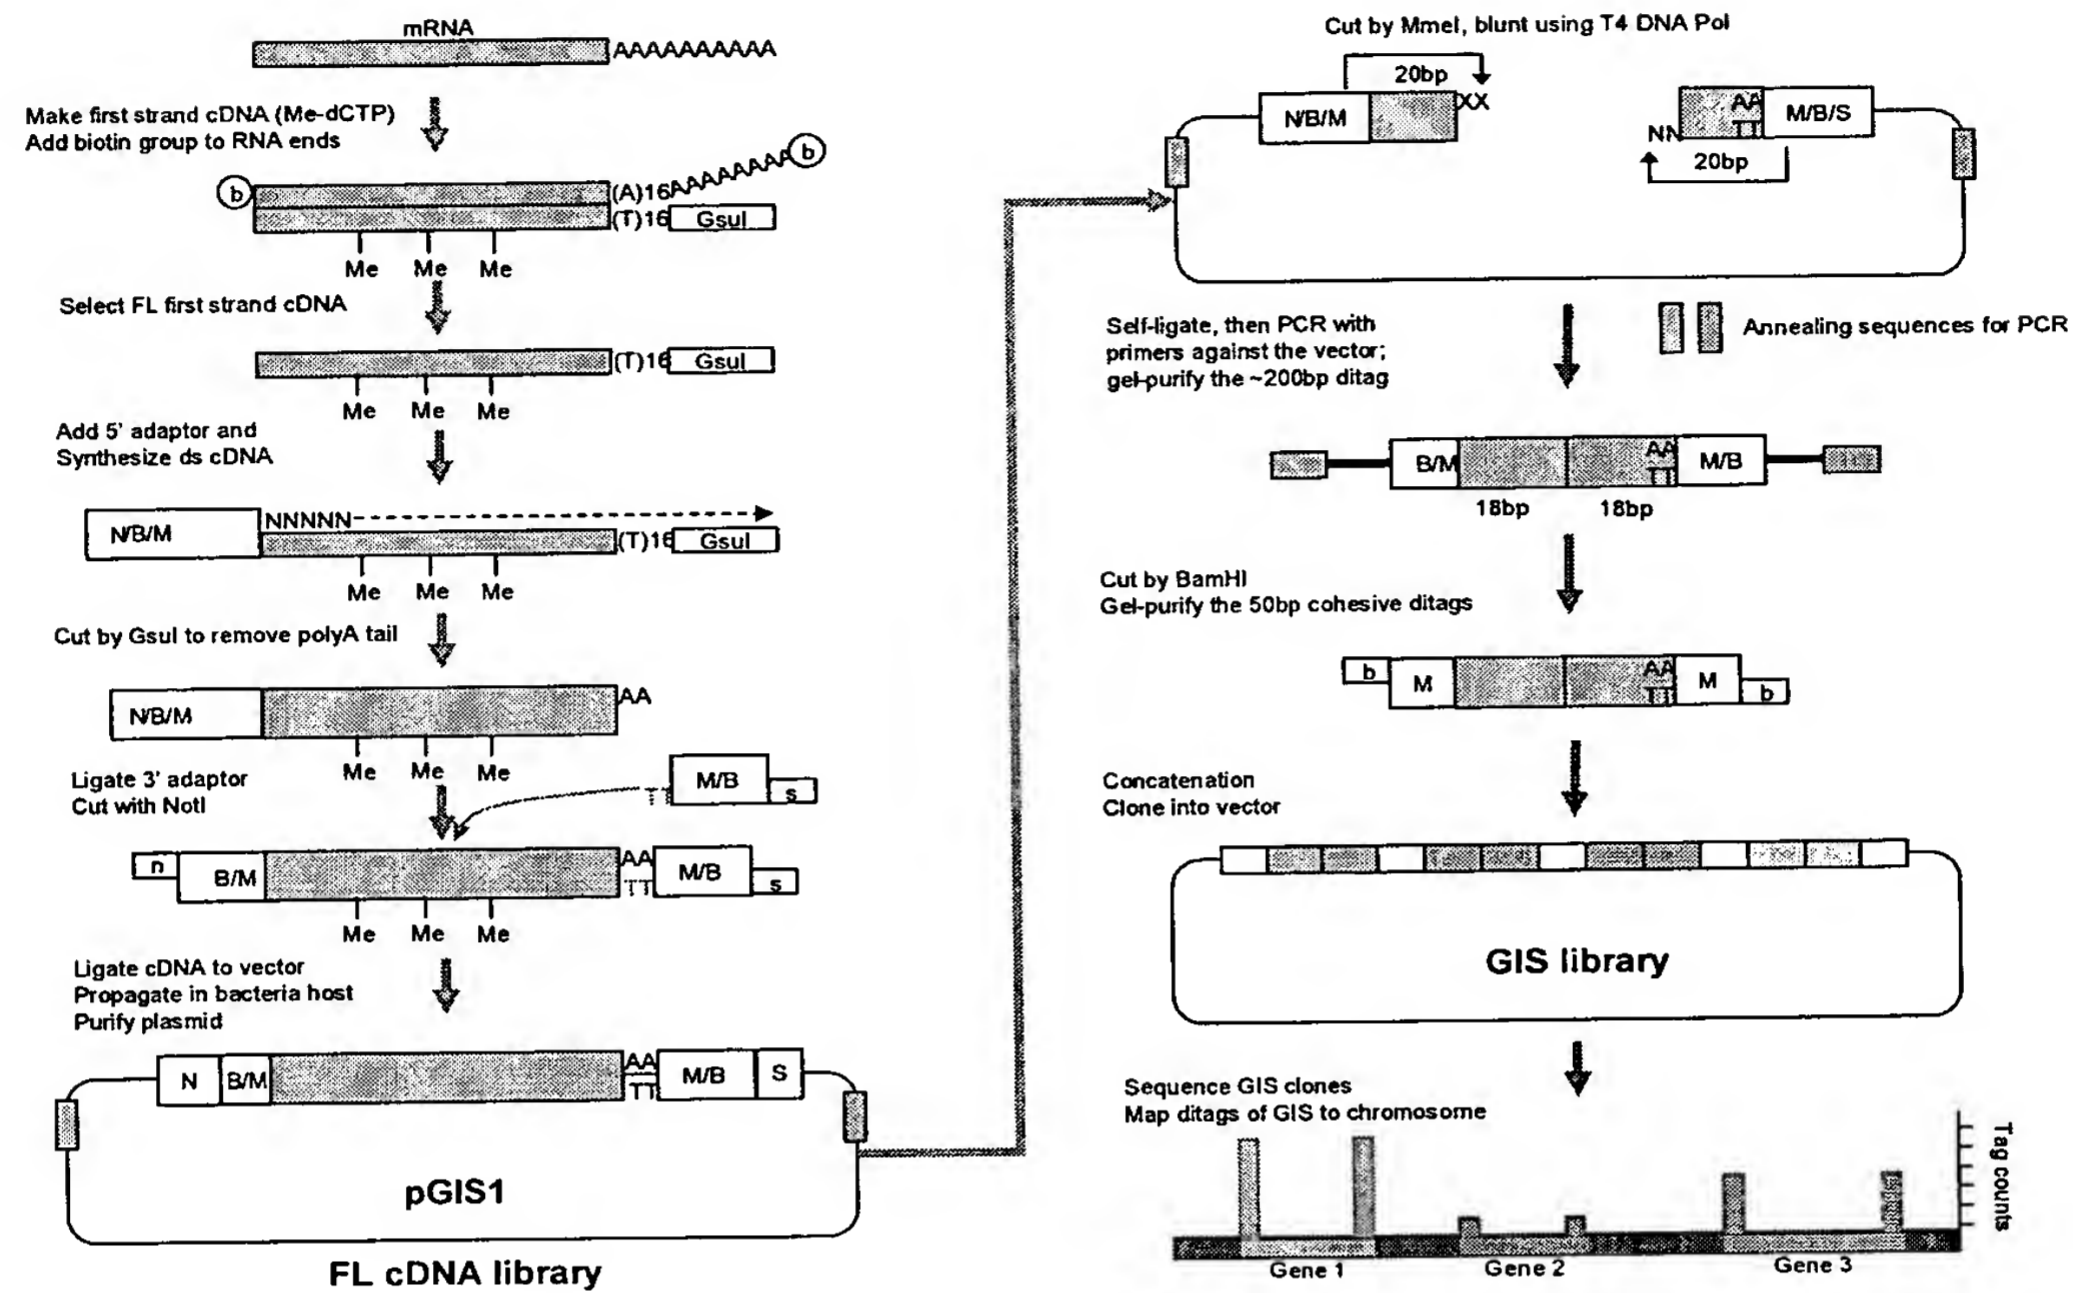 mRNA
AAAAAAAAAA
Make first strand cDNA (Me-dCTP)
Add biotin group to RNA ends
b
(A)16AAAAAAAA
b
(T)16
GsuI
Me Me Me
Select FL first strand cDNA
(T)16
GsuI
Me Me Me
Add 5' adaptor and
Synthesize ds cDNA
N/B/M
NNNNN
(T)16
GsuI
Me Me Me
Cut by GsuI to remove polyA tail
N/B/M
AA
Me Me Me
Ligate 3' adaptor
Cut with NotI
TT
M/B
s
n
B/M
AA
TT
M/B
s
Me Me Me
Ligate cDNA to vector
Propagate in bacteria host
Purify plasmid
N
B/M
AA
TT
M/B
S
pGIS1
FL cDNA library
Cut by MmeI, blunt using T4 DNA Pol
20bp
N/B/M
XX
AA
TT
M/B/S
NN
20bp
Self-ligate, then PCR with
primers against the vector;
gel-purify the ~200bp ditag
Annealing sequences for PCR
B/M
AA
TT
M/B
18bp
18bp
Cut by BamHI
Gel-purify the 50bp cohesive ditags
b
M
AA
TT
M
b
Concatenation
Clone into vector
GIS library
Sequence GIS clones
Map ditags of GIS to chromosome
Tag counts
Gene 1
Gene 2
Gene 3